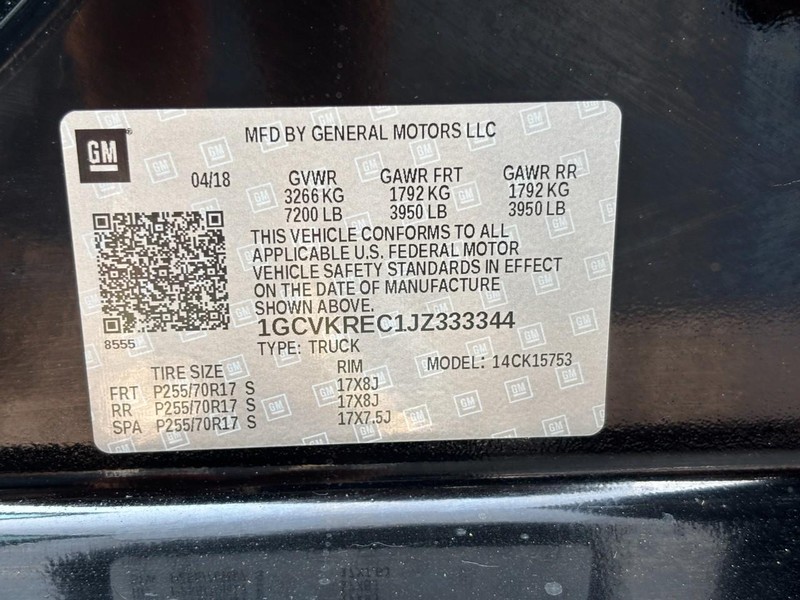 GM
MFD BY GENERAL MOTORS LLC
04/18 GVWR GAWR FRT GAWR RR
3266 KG 1792 KG 1792 KG
7200 LB 3950 LB 3950 LB
THIS VEHICLE CONFORMS TO ALL
APPLICABLE U.S. FEDERAL MOTOR
VEHICLE SAFETY STANDARDS IN EFFECT
ON THE DATE OF MANUFACTURE
SHOWN ABOVE.
1GCVKREC1JZ333344
8555
TYPE: TRUCK MODEL: 14CK15753
TIRE SIZE RIM
FRT P255/70R17 S 17X8J
RR P255/70R17 S 17X8J
SPA P255/70R17 S 17X7.5J